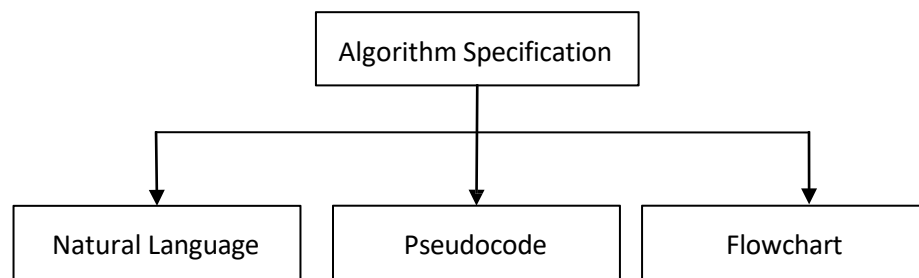 Algorithm Specification
Natural Language
Pseudocode
Flowchart